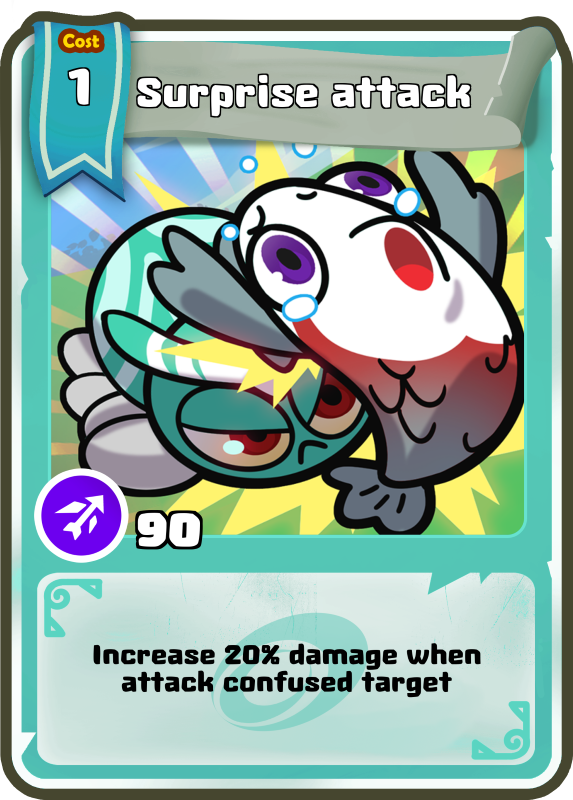 Cost
1
Surprise attack
90
Increase 20% damage when
attack confused target